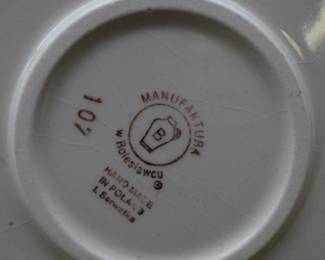 107
MANUFAKTURA
B
w Bolesławcu
©
HAND MADE
IN POLAND